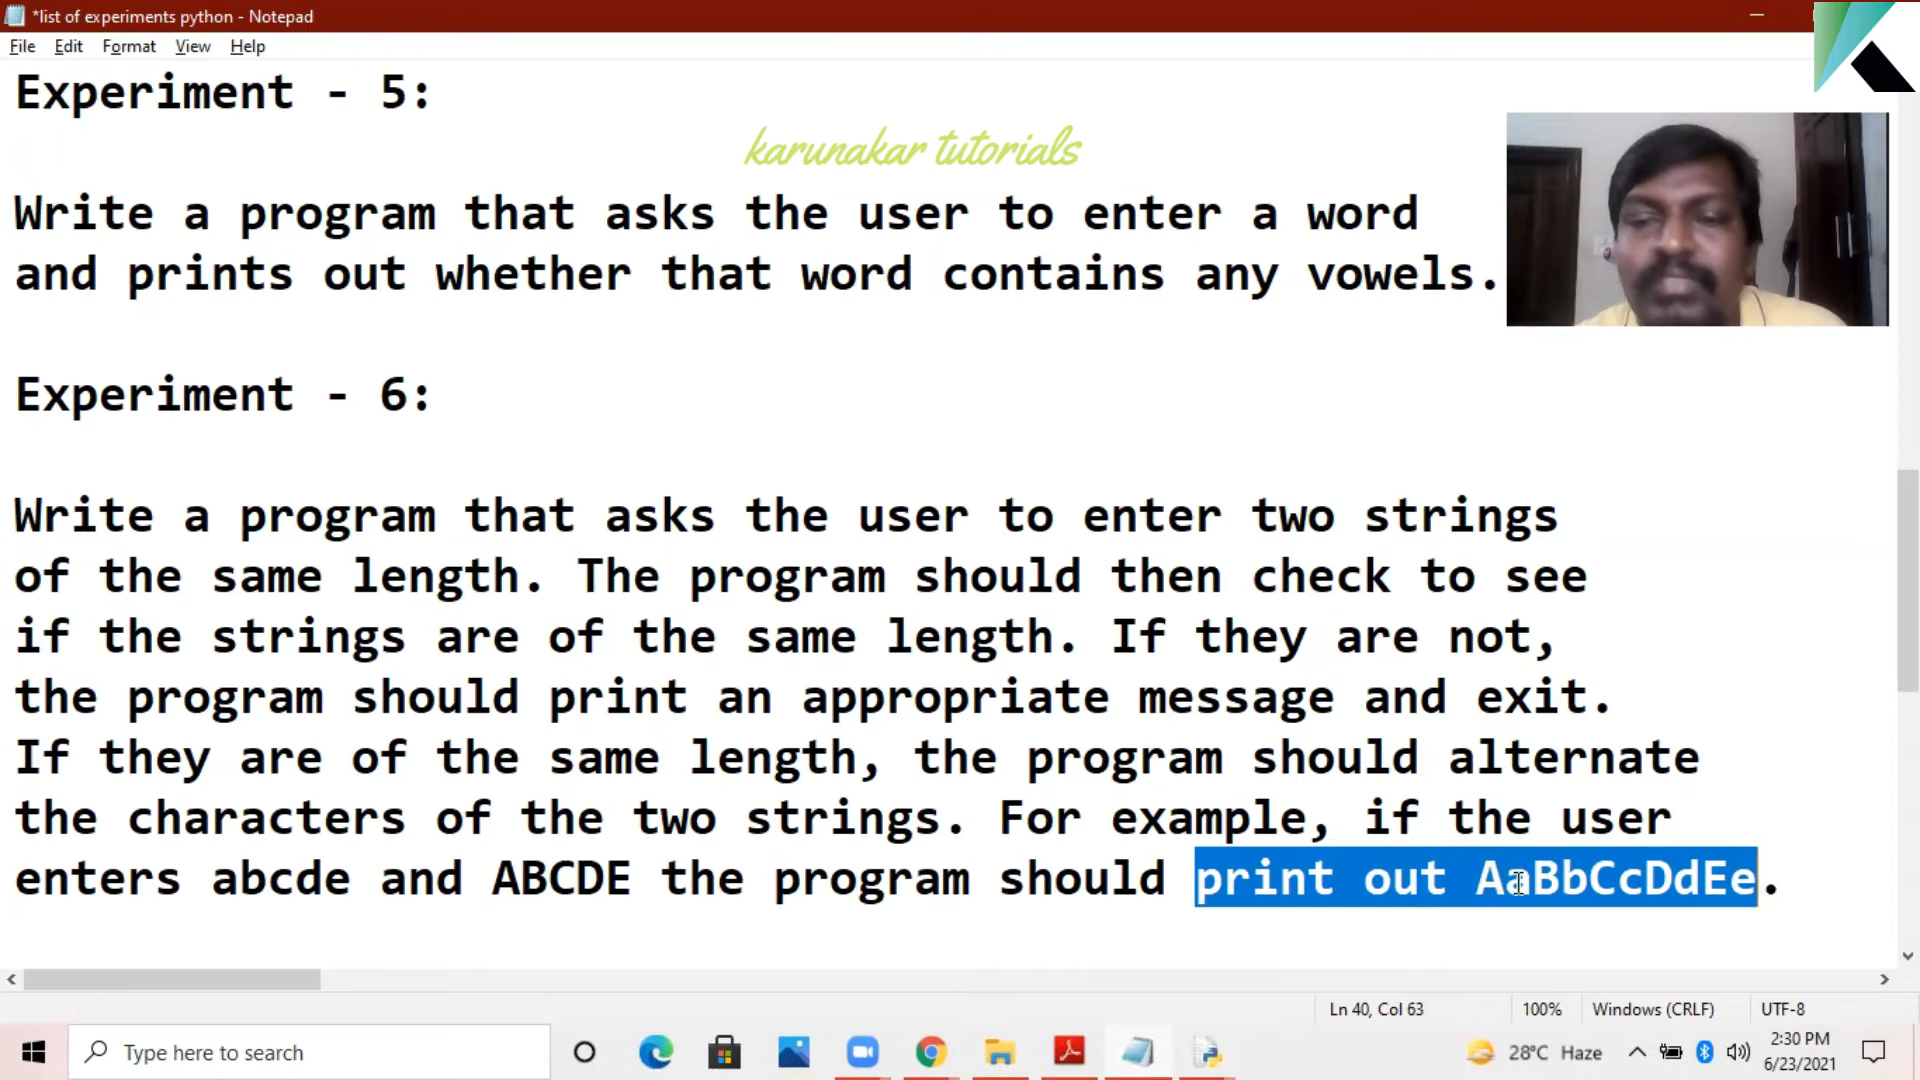 *list of experiments python - Notepad
File Edit Format View Help
Experiment - 5:
karunakar tutorials
Write a program that asks the user to enter a word
and prints out whether that word contains any vowels.
Experiment - 6:
Write a program that asks the user to enter two strings
of the same length. The program should then check to see
if the strings are of the same length. If they are not,
the program should print an appropriate message and exit.
If they are of the same length, the program should alternate
the characters of the two strings. For example, if the user
enters abcde and ABCDE the program should print out AaBbCcDdEe.
Ln 40, Col 63 100% Windows (CRLF) UTF-8
Type here to search
28°C Haze
2:30 PM
6/23/2021